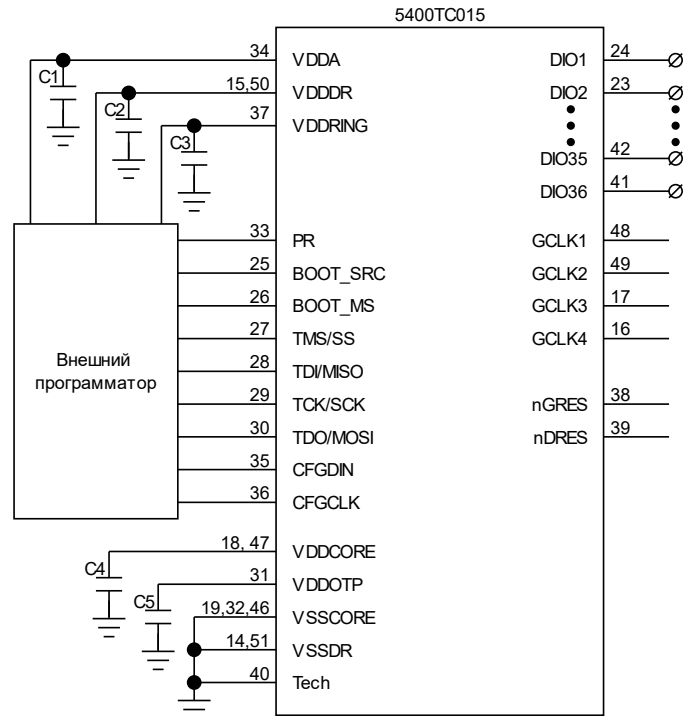 5400TC015
34 VDDA DIO1 24
C1
15,50 VDDDR DIO2 23
C2
37 VDDRING
C3
DIO35 42
DIO36 41
33 PR GCLK1 48
25 BOOT_SRC GCLK2 49
26 BOOT_MS GCLK3 17
27 TMS/SS GCLK4 16
Внешний
программатор
28 TDI/MISO
29 TCK/SCK nGRES 38
30 TDO/MOSI nDRES 39
35 CFGDIN
36 CFGCLK
18, 47 VDDCORE
C4
31 VDDOTP
C5
19,32,46 VSSCORE
14,51 VSSDR
40 Tech